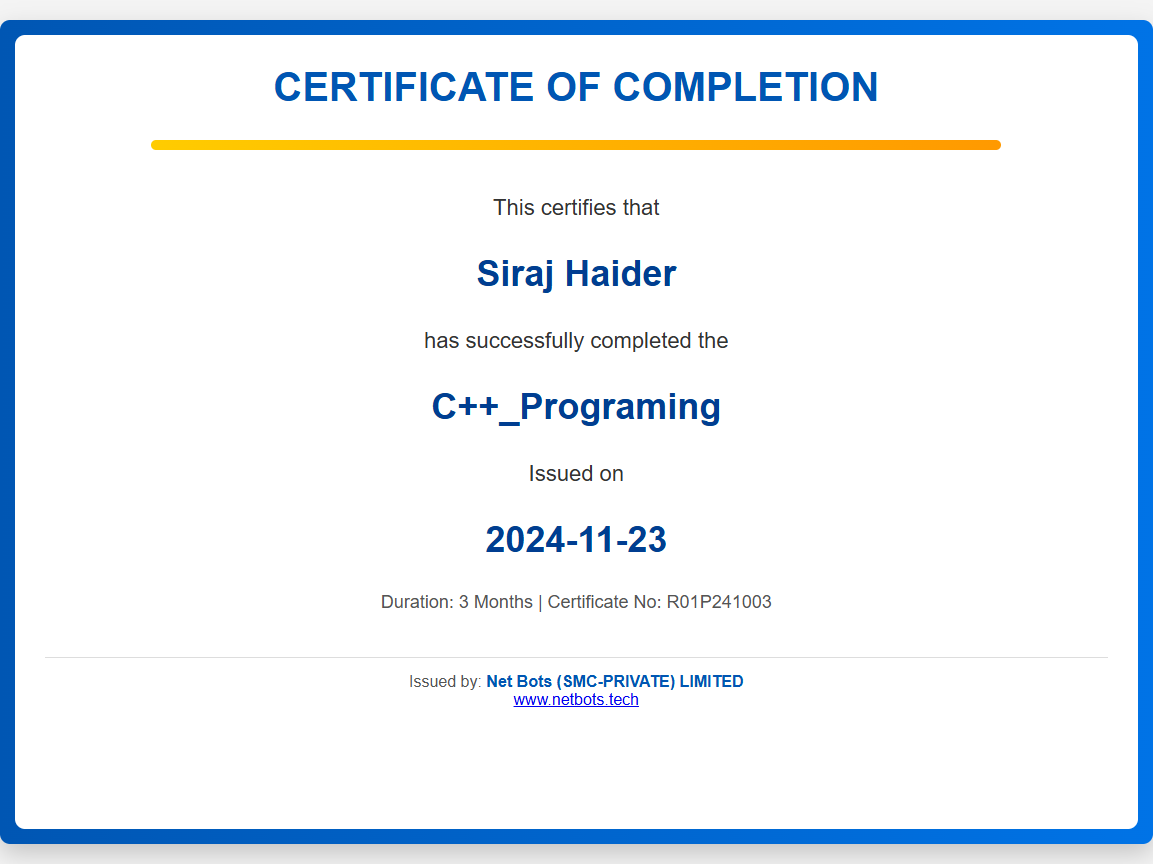 CERTIFICATE OF COMPLETION
This certifies that
Siraj Haider
has successfully completed the
C++_Programing
Issued on
2024-11-23
Duration: 3 Months | Certificate No: R01P241003
Issued by: Net Bots (SMC-PRIVATE) LIMITED
www.netbots.tech